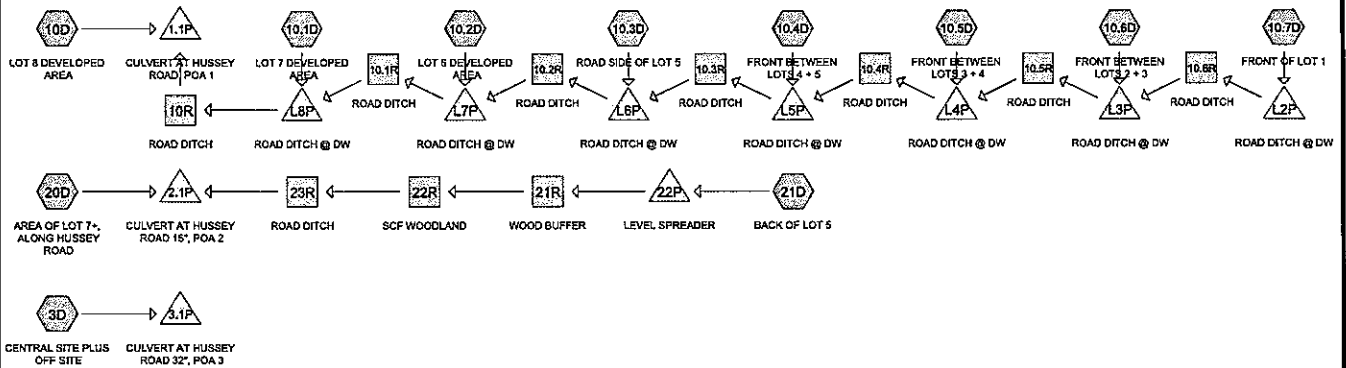 10D
1.1P
10.1D
10.2D
10.3D
10.4D
10.5D
10.6D
10.7D
LOT 8 DEVELOPED
AREA
CULVERT AT HUSSEY
ROAD, POA 1
LOT 7 DEVELOPED
AREA
LOT 6 DEVELOPED
AREA
ROAD SIDE OF LOT 5
FRONT BETWEEN
LOTS 4 + 5
FRONT BETWEEN
LOTS 3 + 4
FRONT BETWEEN
LOTS 2 + 3
FRONT OF LOT 1
10.1R
10.2R
10.3R
10.4R
10.5R
10.6R
ROAD DITCH
ROAD DITCH
ROAD DITCH
ROAD DITCH
ROAD DITCH
ROAD DITCH
10R
L8P
L7P
L6P
L5P
L4P
L3P
L2P
ROAD DITCH
ROAD DITCH @ DW
ROAD DITCH @ DW
ROAD DITCH @ DW
ROAD DITCH @ DW
ROAD DITCH @ DW
ROAD DITCH @ DW
ROAD DITCH @ DW
20D
2.1P
23R
22R
21R
22P
21D
AREA OF LOT 7+,
ALONG HUSSEY
ROAD
CULVERT AT HUSSEY
ROAD 15", POA 2
ROAD DITCH
SCF WOODLAND
WOOD BUFFER
LEVEL SPREADER
BACK OF LOT 5
3D
3.1P
CENTRAL SITE PLUS
OFF SITE
CULVERT AT HUSSEY
ROAD 32", POA 3